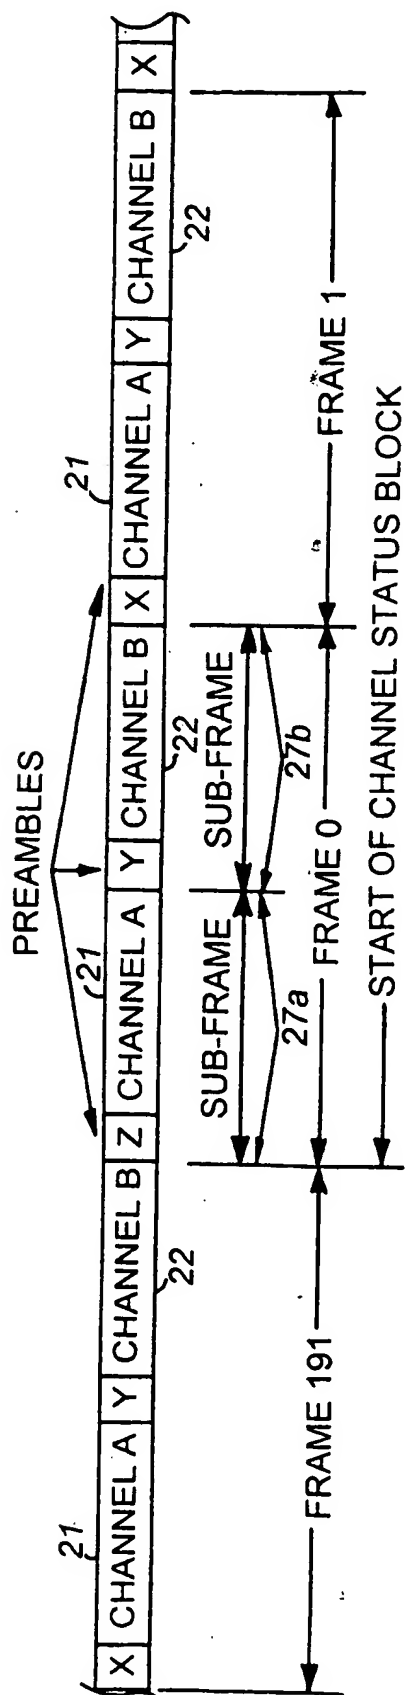 PREAMBLES
21 21 21
X CHANNEL A Y CHANNEL B Z CHANNEL A Y CHANNEL B X CHANNEL A Y CHANNEL B X
22 22 22
SUB-FRAME SUB-FRAME
27a 27b
FRAME 191 FRAME 0 FRAME 1
START OF CHANNEL STATUS BLOCK